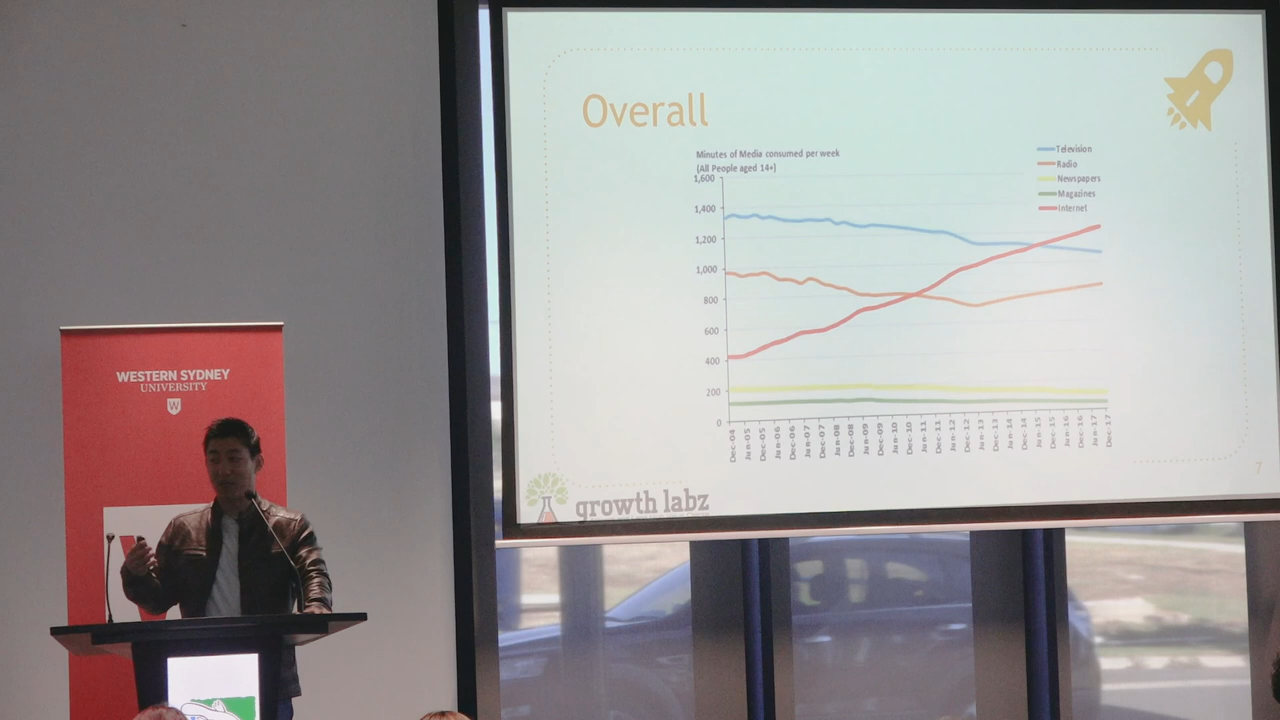 Overall
Minutes of Media consumed per week
(All People aged 14+)
Television
Radio
Newspapers
Magazines
Internet
1,600
1,400
1,200
1,000
800
600
400
200
0
Dec-04
Jun-05
Dec-05
Jun-06
Dec-06
Jun-07
Dec-07
Jun-08
Dec-08
Jun-09
Dec-09
Jun-10
Dec-10
Jun-11
Dec-11
Jun-12
Dec-12
Jun-13
Dec-13
Jun-14
Dec-14
Jun-15
Dec-15
Jun-16
Dec-16
Jun-17
Dec-17
7
growth labz
WESTERN SYDNEY
UNIVERSITY
W